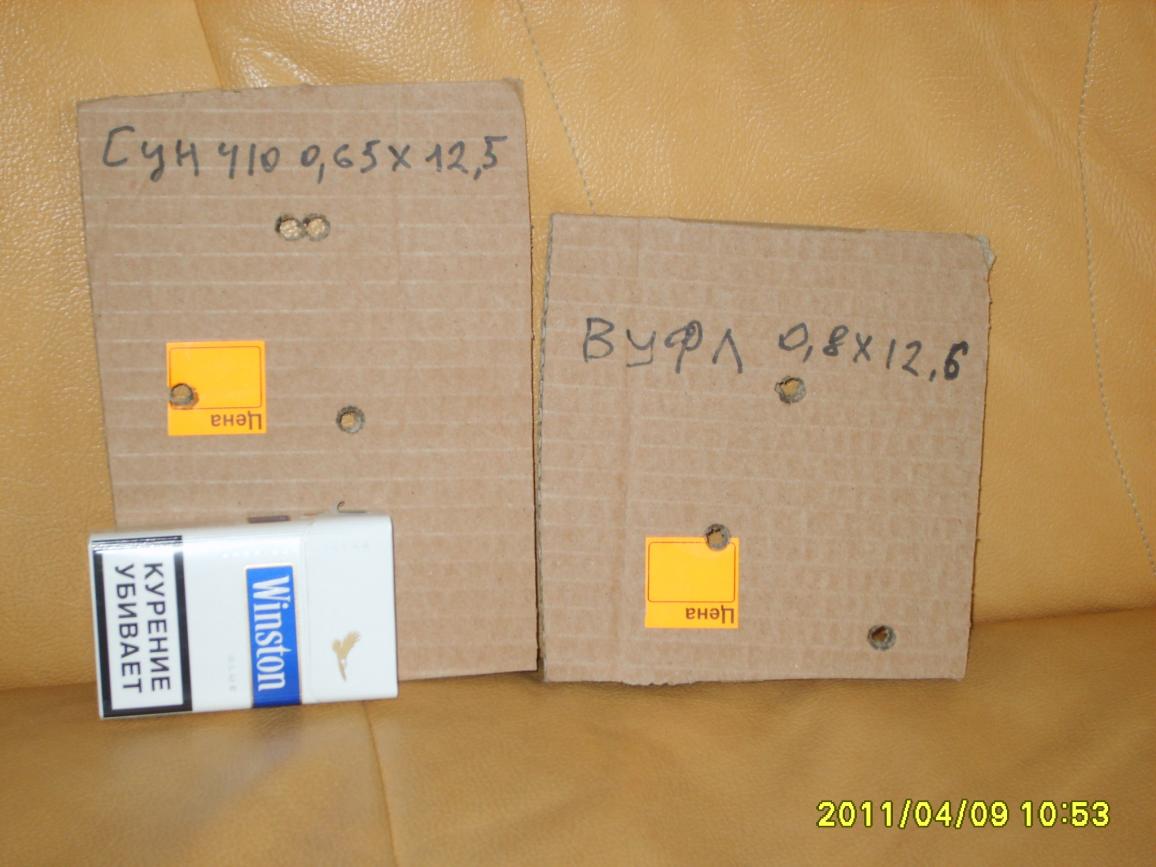 Сун 410 0,65х12,5
Цена
КУРЕНИЕ
УБИВАЕТ
Winston
BLUE
ВУФЛ 0,8х12,6
Цена
2011/04/09 10:53